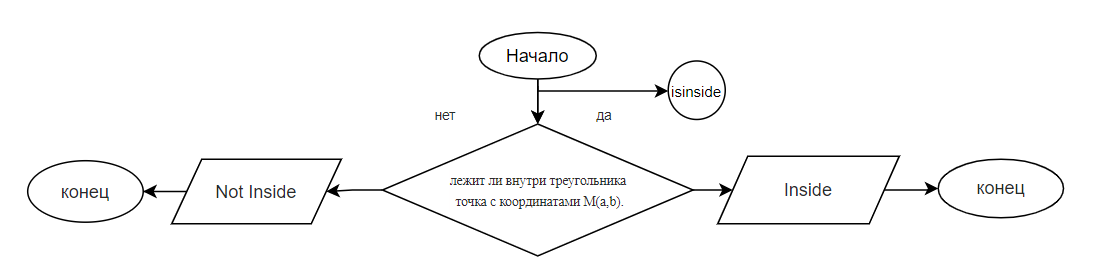 Начало
isinside
нет
да
лежит ли внутри треугольника
точка с координатами М(a,b).
конец
Not Inside
Inside
конец